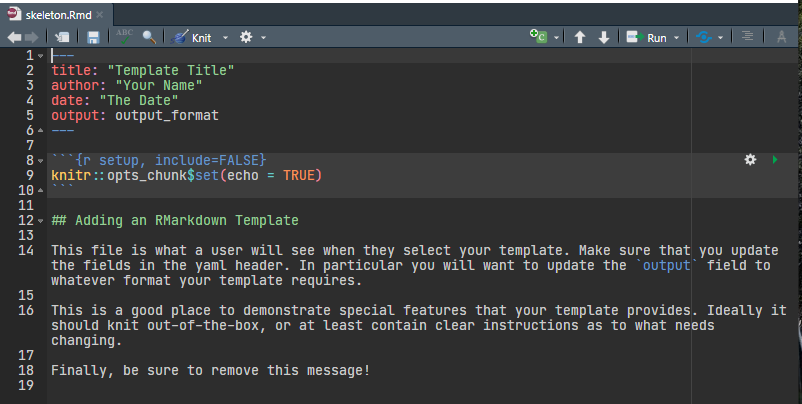 skeleton.Rmd
ABC Knit Run
1 ---
2 title: "Template Title"
3 author: "Your Name"
4 date: "The Date"
5 output: output_format
6 ---
7
8 ```{r setup, include=FALSE}
9 knitr::opts_chunk$set(echo = TRUE)
10 ```
11
12 ## Adding an RMarkdown Template
13
14 This file is what a user will see when they select your template. Make sure that you update
the fields in the yaml header. In particular you will want to update the `output` field to
whatever format your template requires.
15
16 This is a good place to demonstrate special features that your template provides. Ideally it
should knit out-of-the-box, or at least contain clear instructions as to what needs
changing.
17
18 Finally, be sure to remove this message!
19